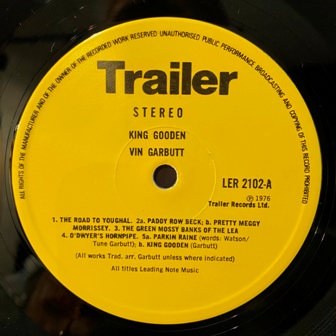 ALL RIGHTS OF THE MANUFACTURER AND OF THE OWNER OF THE RECORDED WORK RESERVED UNAUTHORISED PUBLIC PERFORMANCE BROADCASTING AND COPYING OF THIS RECORD PROHIBITED
Trailer
STEREO
KING GOODEN
VIN GARBUTT
LER 2102-A
℗ 1976
Trailer Records Ltd.
1. THE ROAD TO YOUGHAL. 2a. PADDY ROW BECK; b. PRETTY MEGGY
MORRISSEY. 3. THE GREEN MOSSY BANKS OF THE LEA
4. O'DWYER'S HORNPIPE. 5a. PARKIN RAINE (words: Watson/
Tune Garbutt); b. KING GOODEN (Garbutt)
(All works Trad. arr. Garbutt unless where indicated)
All titles Leading Note Music